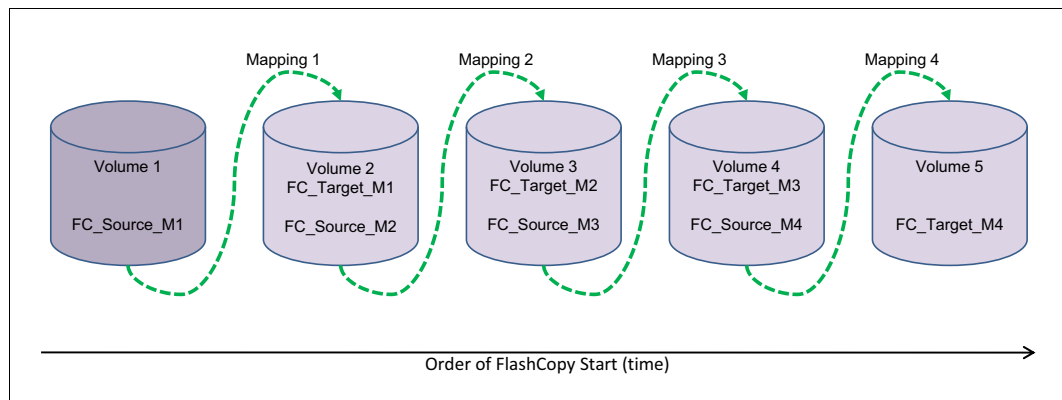 Mapping 1
Mapping 2
Mapping 3
Mapping 4
Volume 1
FC_Source_M1
Volume 2
FC_Target_M1
FC_Source_M2
Volume 3
FC_Target_M2
FC_Source_M3
Volume 4
FC_Target_M3
FC_Source_M4
Volume 5
FC_Target_M4
Order of FlashCopy Start (time)